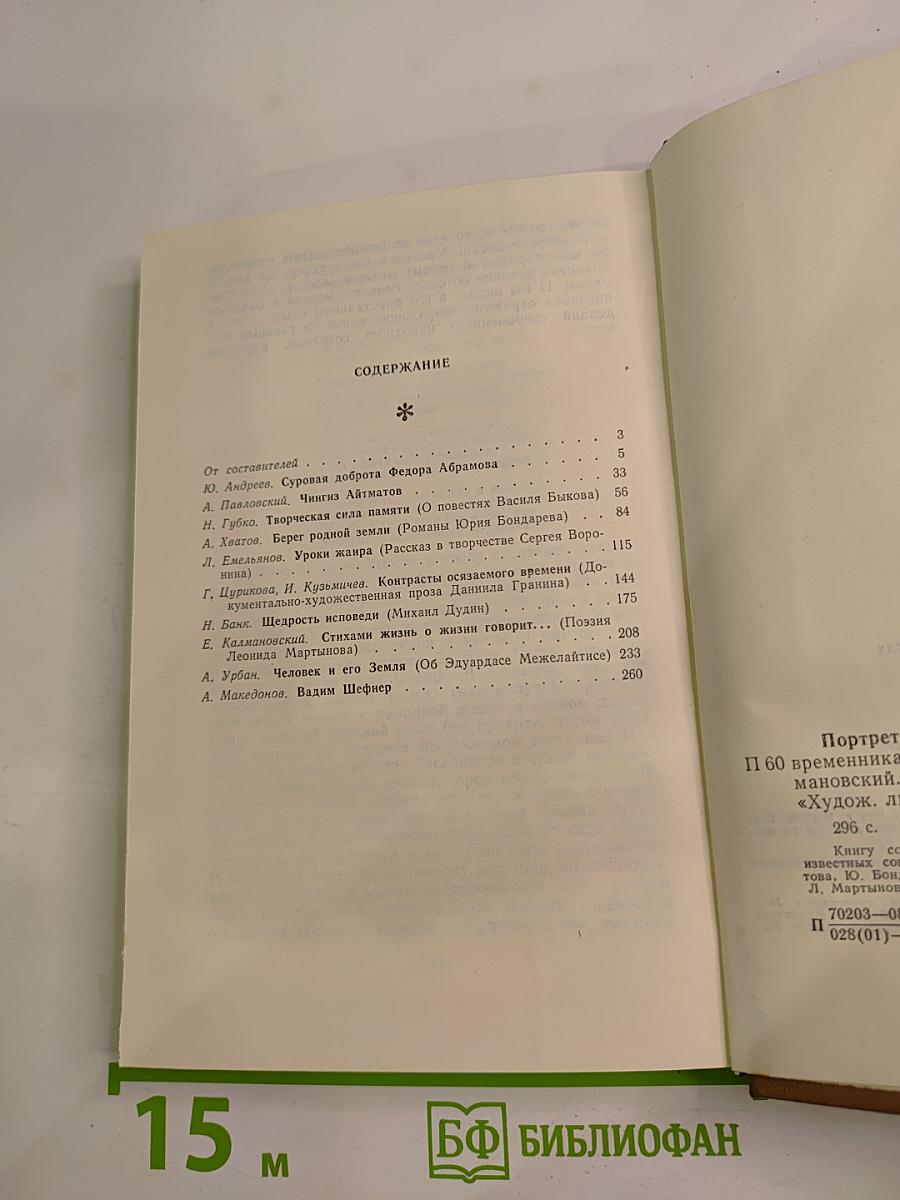 СОДЕРЖАНИЕ
*
От составителей . . . . . . . . . . . . . . . . . . 3
Ю. Андреев. Суровая доброта Федора Абрамова . . . . . . 5
А. Павловский. Чингиз Айтматов . . . . . . . . . . . . 33
Н. Губко. Творческая сила памяти (О повестях Василя Быкова) 56
А. Хватов. Берег родной земли (Романы Юрия Бондарева) . . 84
Л. Емельянов. Уроки жанра (Рассказ в творчестве Сергея Воро-
нина) . . . . . . . . . . . . . . . . . . . . 115
Г. Цурикова, И. Кузьмичев. Контрасты осязаемого времени (До-
кументально-художественная проза Даниила Гранина) . . 144
Н. Банк. Щедрость исповеди (Михаил Дудин) . . . . . . . 175
Е. Калмановский. Стихами жизнь о жизни говорит... (Поэзия
Леонида Мартынова) . . . . . . . . . . . . . . 208
А. Урбан. Человек и его Земля (Об Эдуардасе Межелайтисе) 233
А. Македонов. Вадим Шефнер . . . . . . . . . . . . . 260
Портрет
П 60 временника
мановский.
«Худож. ли
296 с.
Книгу со
известных сов
това, Ю. Бонд
Л. Мартынов
П 70203—08
028(01)—
15 м
БФ БИБЛИОФАН